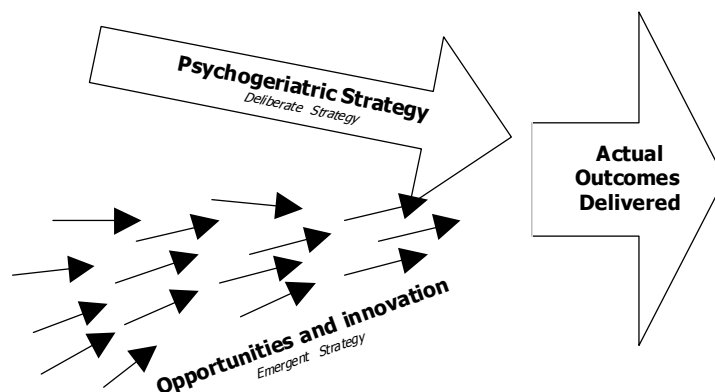 Psychogeriatric Strategy
Deliberate Strategy
Actual
Outcomes
Delivered
Opportunities and innovation
Emergent Strategy